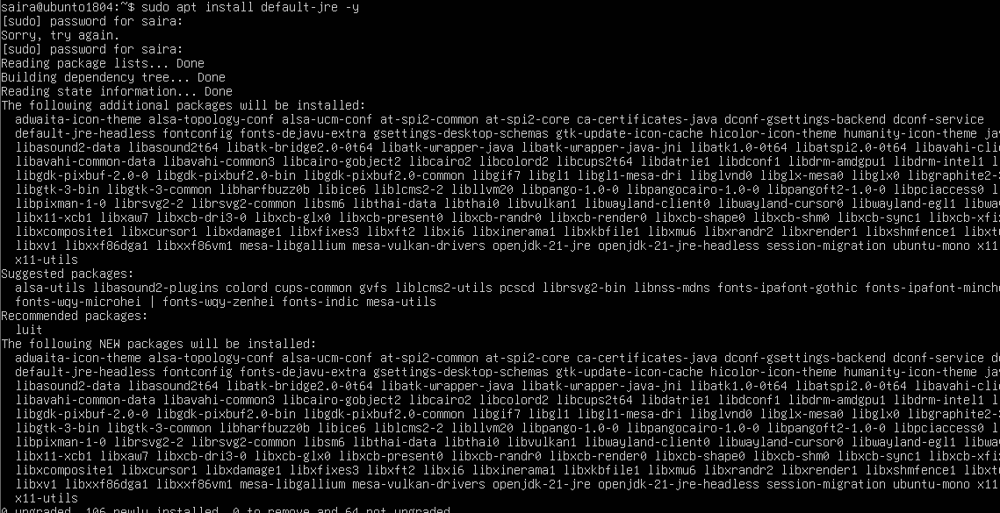 saira@ubunto1804:~$ sudo apt install default-jre -y
[sudo] password for saira:
Sorry, try again.
[sudo] password for saira:
Reading package lists... Done
Building dependency tree... Done
Reading state information... Done
The following additional packages will be installed:
adwaita-icon-theme alsa-topology-conf alsa-ucm-conf at-spi2-common at-spi2-core ca-certificates-java dconf-gsettings-backend dconf-service
default-jre-headless fontconfig fonts-dejavu-extra gsettings-desktop-schemas gtk-update-icon-cache hicolor-icon-theme humanity-icon-theme ja
libasound2-data libasound2t64 libatk-bridge2.0-0t64 libatk-wrapper-java libatk-wrapper-java-jni libatk1.0-0t64 libatspi2.0-0t64 libavahi-cli
libavahi-common-data libavahi-common3 libcairo-gobject2 libcairo2 libcolord2 libcups2t64 libdatrie1 libdconf1 libdrm-amdgpu1 libdrm-intel1 l
libgdk-pixbuf-2.0-0 libgdk-pixbuf2.0-bin libgdk-pixbuf2.0-common libgif7 libgl1 libgl1-mesa-dri libglvnd0 libglx-mesa0 libglx0 libgraphite2-3
libgtk-3-bin libgtk-3-common libharfbuzz0b libice6 liblcms2-2 libllvm20 libpango-1.0-0 libpangocairo-1.0-0 libpangoft2-1.0-0 libpciaccess0 l
libpixman-1-0 librsvg2-2 librsvg2-common libsm6 libthai-data libthai0 libvulkan1 libwayland-client0 libwayland-cursor0 libwayland-egl1 libwa
libx11-xcb1 libxaw7 libxcb-dri3-0 libxcb-glx0 libxcb-present0 libxcb-randr0 libxcb-render0 libxcb-shape0 libxcb-shm0 libxcb-sync1 libxcb-xfi
libxcomposite1 libxcursor1 libxdamage1 libxfixes3 libxft2 libxi6 libxinerama1 libxkbfile1 libxmu6 libxrandr2 libxrender1 libxshmfence1 libxt
libxv1 libxxf86dga1 libxxf86vm1 mesa-libgallium mesa-vulkan-drivers openjdk-21-jre openjdk-21-jre-headless session-migration ubuntu-mono x11
x11-utils
Suggested packages:
alsa-utils libasound2-plugins colord cups-common gvfs liblcms2-utils pcscd librsvg2-bin libnss-mdns fonts-ipafont-gothic fonts-ipafont-minch
fonts-wqy-microhei | fonts-wqy-zenhei fonts-indic mesa-utils
Recommended packages:
luit
The following NEW packages will be installed:
adwaita-icon-theme alsa-topology-conf alsa-ucm-conf at-spi2-common at-spi2-core ca-certificates-java dconf-gsettings-backend dconf-service d
default-jre-headless fontconfig fonts-dejavu-extra gsettings-desktop-schemas gtk-update-icon-cache hicolor-icon-theme humanity-icon-theme ja
libasound2-data libasound2t64 libatk-bridge2.0-0t64 libatk-wrapper-java libatk-wrapper-java-jni libatk1.0-0t64 libatspi2.0-0t64 libavahi-cli
libavahi-common-data libavahi-common3 libcairo-gobject2 libcairo2 libcolord2 libcups2t64 libdatrie1 libdconf1 libdrm-amdgpu1 libdrm-intel1 l
libgdk-pixbuf-2.0-0 libgdk-pixbuf2.0-bin libgdk-pixbuf2.0-common libgif7 libgl1 libgl1-mesa-dri libglvnd0 libglx-mesa0 libglx0 libgraphite2-
libgtk-3-bin libgtk-3-common libharfbuzz0b libice6 liblcms2-2 libllvm20 libpango-1.0-0 libpangocairo-1.0-0 libpangoft2-1.0-0 libpciaccess0 l
libpixman-1-0 librsvg2-2 librsvg2-common libsm6 libthai-data libthai0 libvulkan1 libwayland-client0 libwayland-cursor0 libwayland-egl1 libwa
libx11-xcb1 libxaw7 libxcb-dri3-0 libxcb-glx0 libxcb-present0 libxcb-randr0 libxcb-render0 libxcb-shape0 libxcb-shm0 libxcb-sync1 libxcb-xfi
libxcomposite1 libxcursor1 libxdamage1 libxfixes3 libxft2 libxi6 libxinerama1 libxkbfile1 libxmu6 libxrandr2 libxrender1 libxshmfence1 libxt
libxv1 libxxf86dga1 libxxf86vm1 mesa-libgallium mesa-vulkan-drivers openjdk-21-jre openjdk-21-jre-headless session-migration ubuntu-mono x11
x11-utils
0 upgraded, 106 newly installed, 0 to remove and 64 not upgraded.